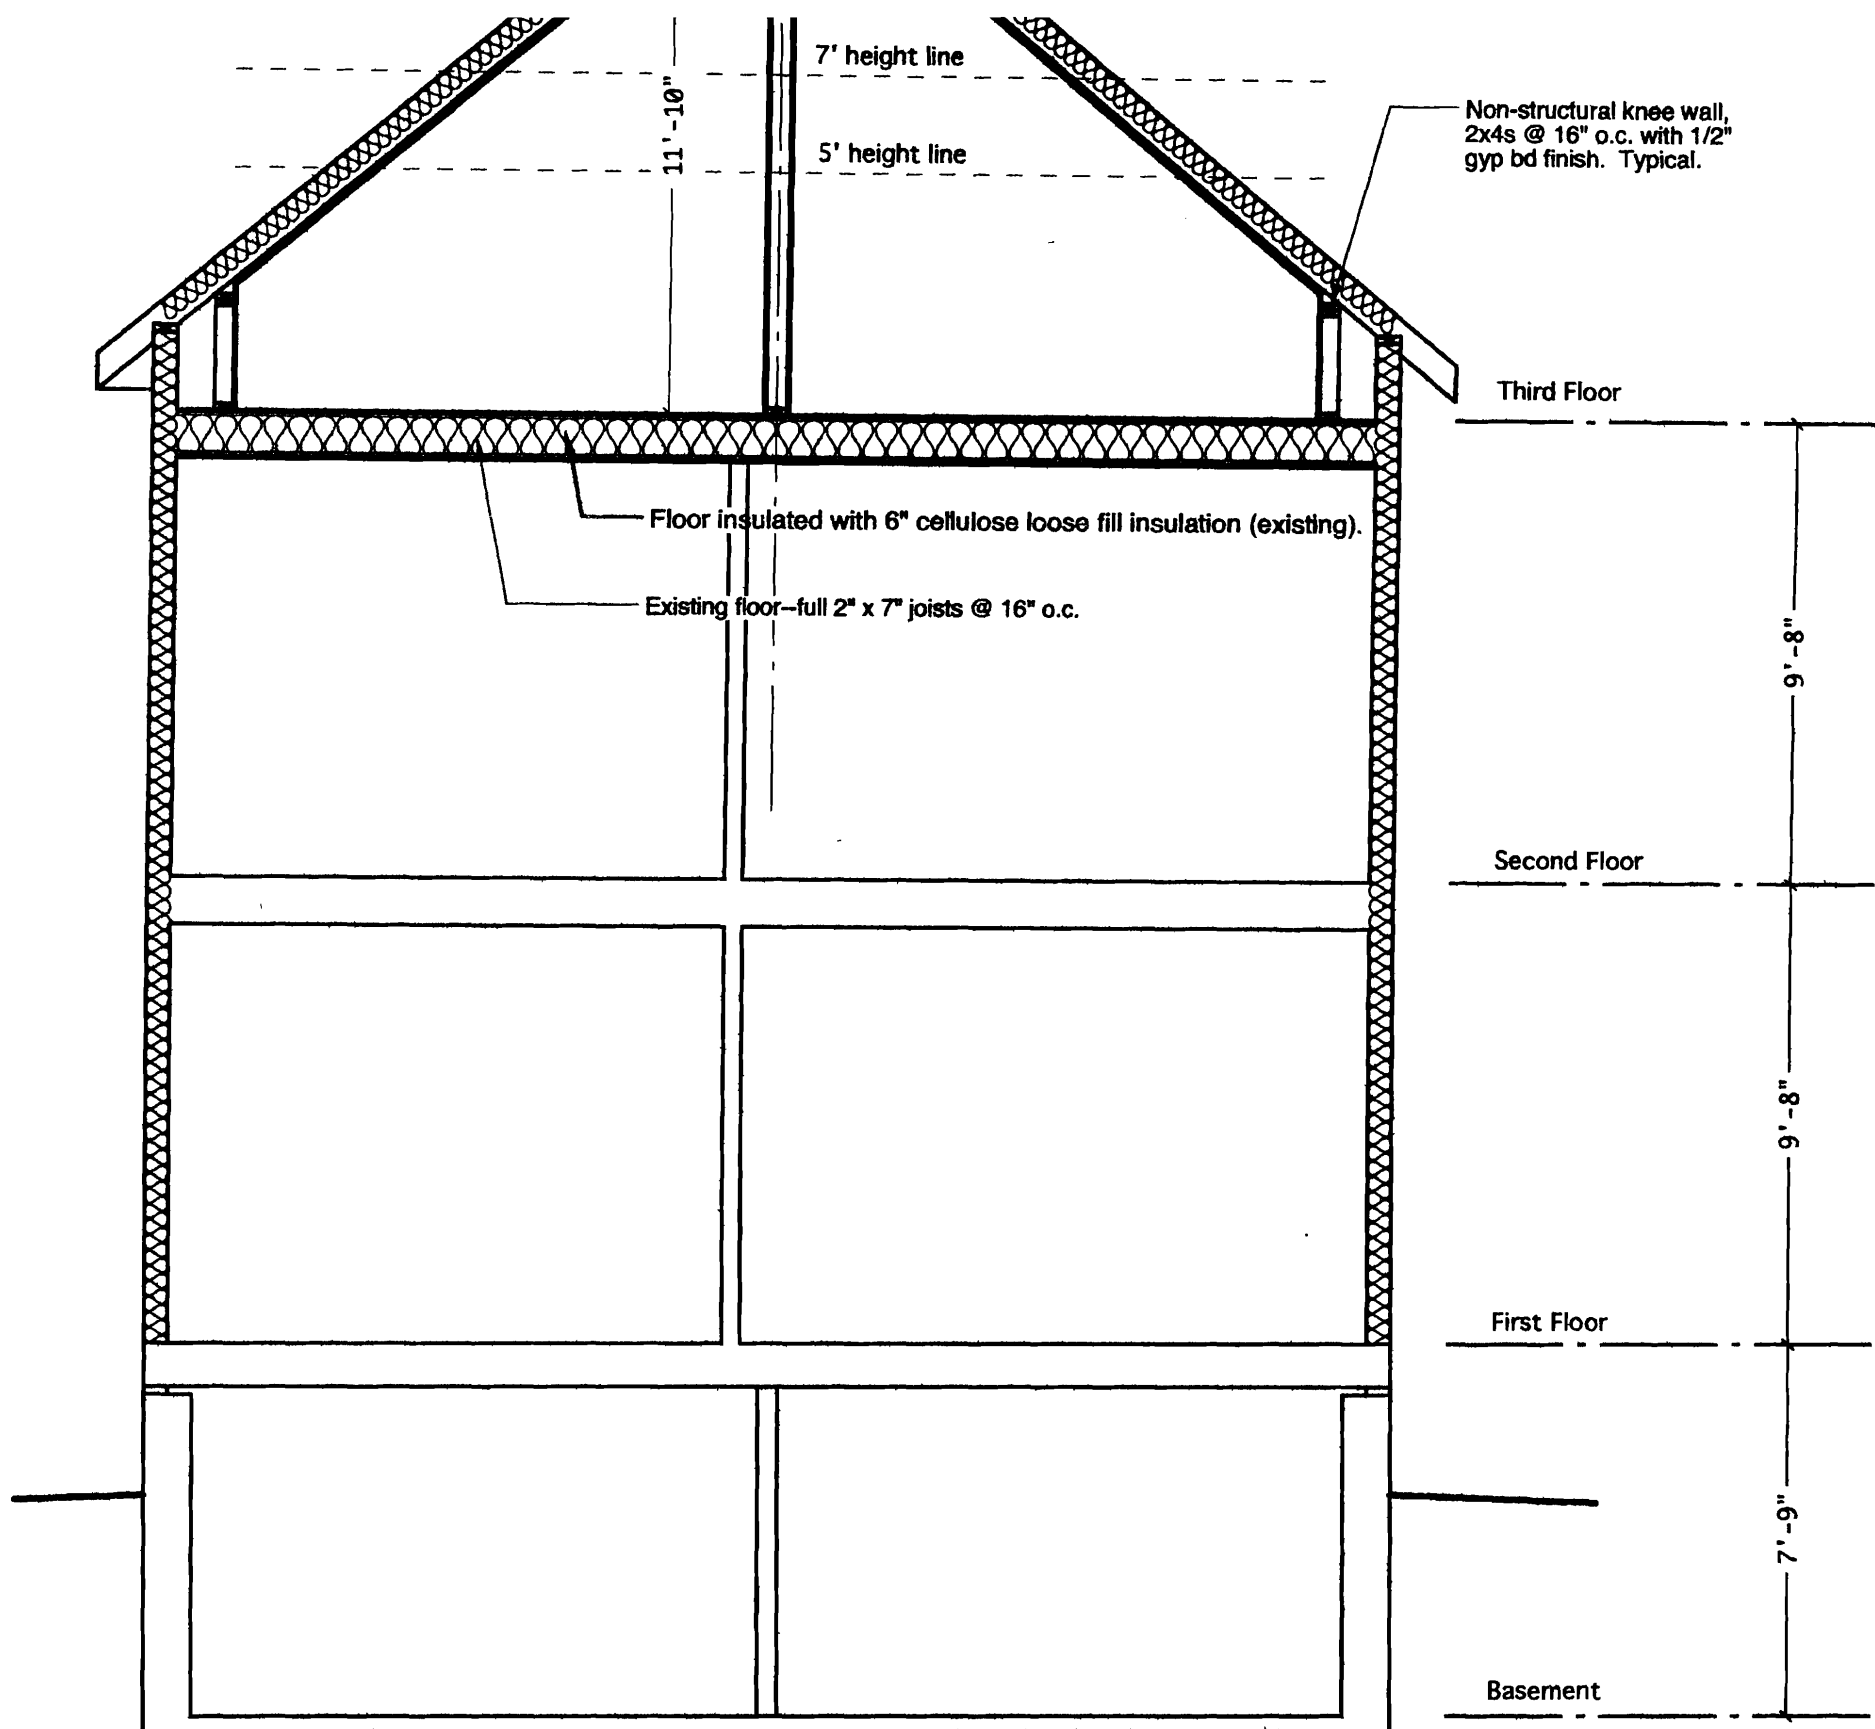 7' height line
11'-10"
Non-structural knee wall,
2x4s @ 16" o.c. with 1/2"
gyp bd finish.  Typical.
5' height line
Third Floor
Floor insulated with 6" cellulose loose fill insulation (existing).
Existing floor--full 2" x 7" joists @ 16" o.c.
9'-8"
Second Floor
9'-8"
First Floor
7'-9"
Basement